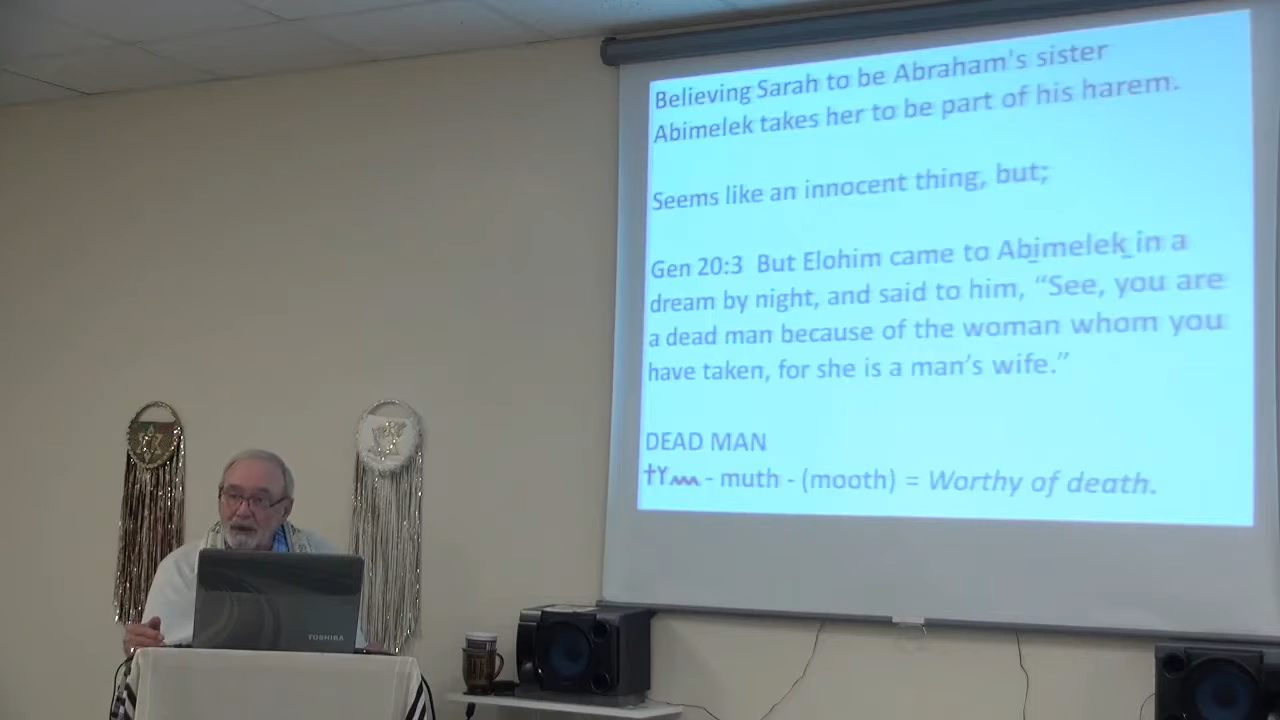 Believing Sarah to be Abraham's sister
Abimelek takes her to be part of his harem.
Seems like an innocent thing, but;
Gen 20:3 But Elohim came to Abimelek in a
dream by night, and said to him, “See, you are
a dead man because of the woman whom you
have taken, for she is a man’s wife.”
DEAD MAN
- muth - (mooth) = Worthy of death.
TOSHIBA